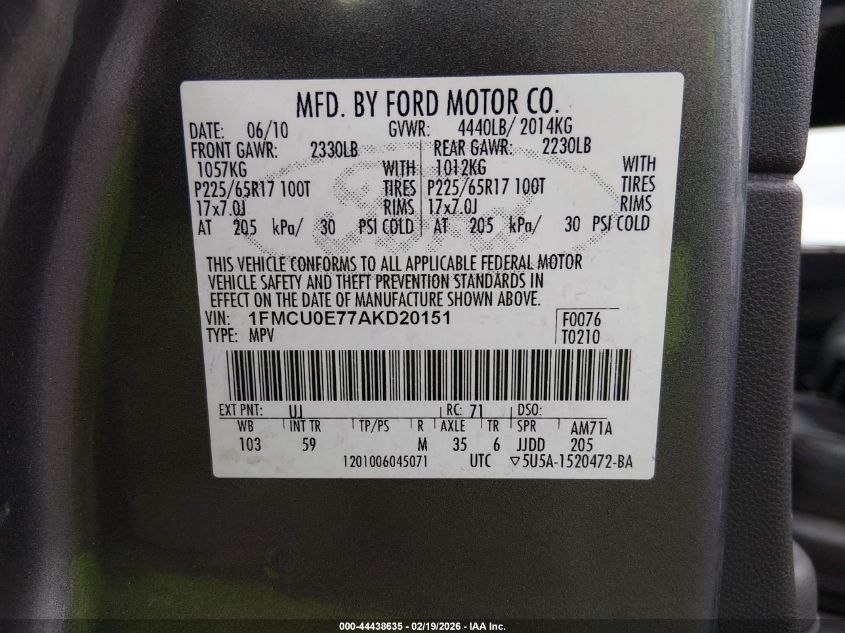 MFD. BY FORD MOTOR CO.
DATE: 06/10 GVWR: 4440LB/ 2014KG
FRONT GAWR: 2330LB REAR GAWR: 2230LB
1057KG WITH 1012KG WITH
P225/65R17 100T TIRES P225/65R17 100T TIRES
17x7.0J RIMS 17x7.0J RIMS
AT 205 kPa/ 30 PSI COLD AT 205 kPa/ 30 PSI COLD
THIS VEHICLE CONFORMS TO ALL APPLICABLE FEDERAL MOTOR
VEHICLE SAFETY AND THEFT PREVENTION STANDARDS IN
EFFECT ON THE DATE OF MANUFACTURE SHOWN ABOVE.
VIN: 1FMCU0E77AKD20151 F0076
TYPE: MPV T0210
EXT PNT: UJ RC: 71 DSO:
WB INT TR TP/PS R AXLE TR SPR AM71A
103 59 M 35 6 JJDD 205
1201006045071 UTC ▽5U5A-1520472-BA
000-44438635 - 02/19/2026 - IAA Inc.